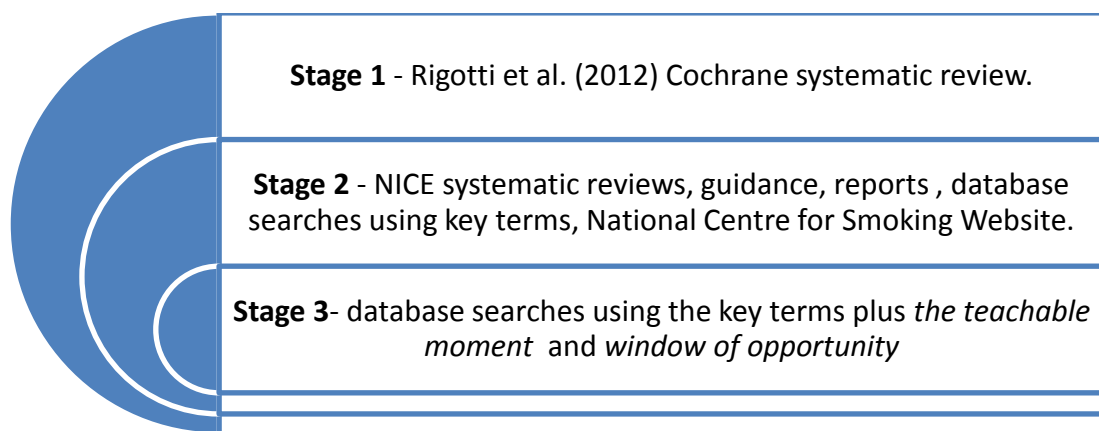 Stage 1 - Rigotti et al. (2012) Cochrane systematic review.
Stage 2 - NICE systematic reviews, guidance, reports , database
searches using key terms, National Centre for Smoking Website.
Stage 3- database searches using the key terms plus the teachable
moment and window of opportunity